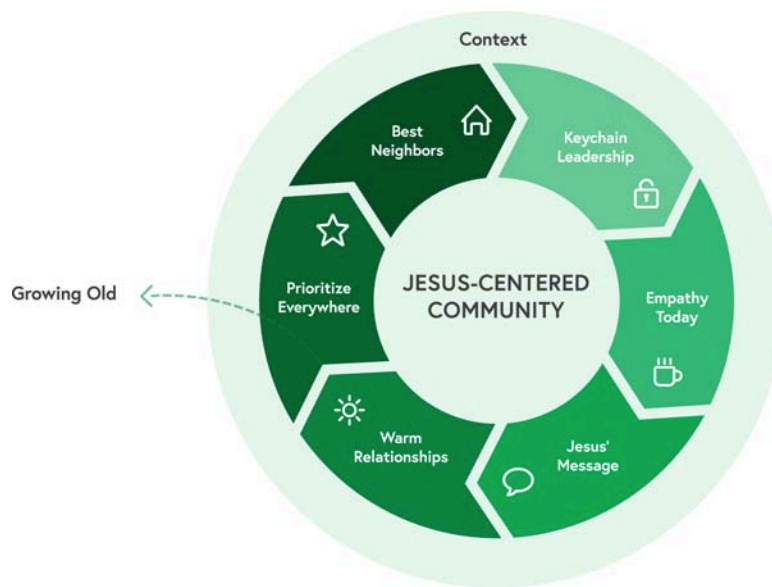 Context
Best
Neighbors
Keychain
Leadership
Prioritize
Everywhere
JESUS-CENTERED
COMMUNITY
Empathy
Today
Growing Old
Warm
Relationships
Jesus'
Message